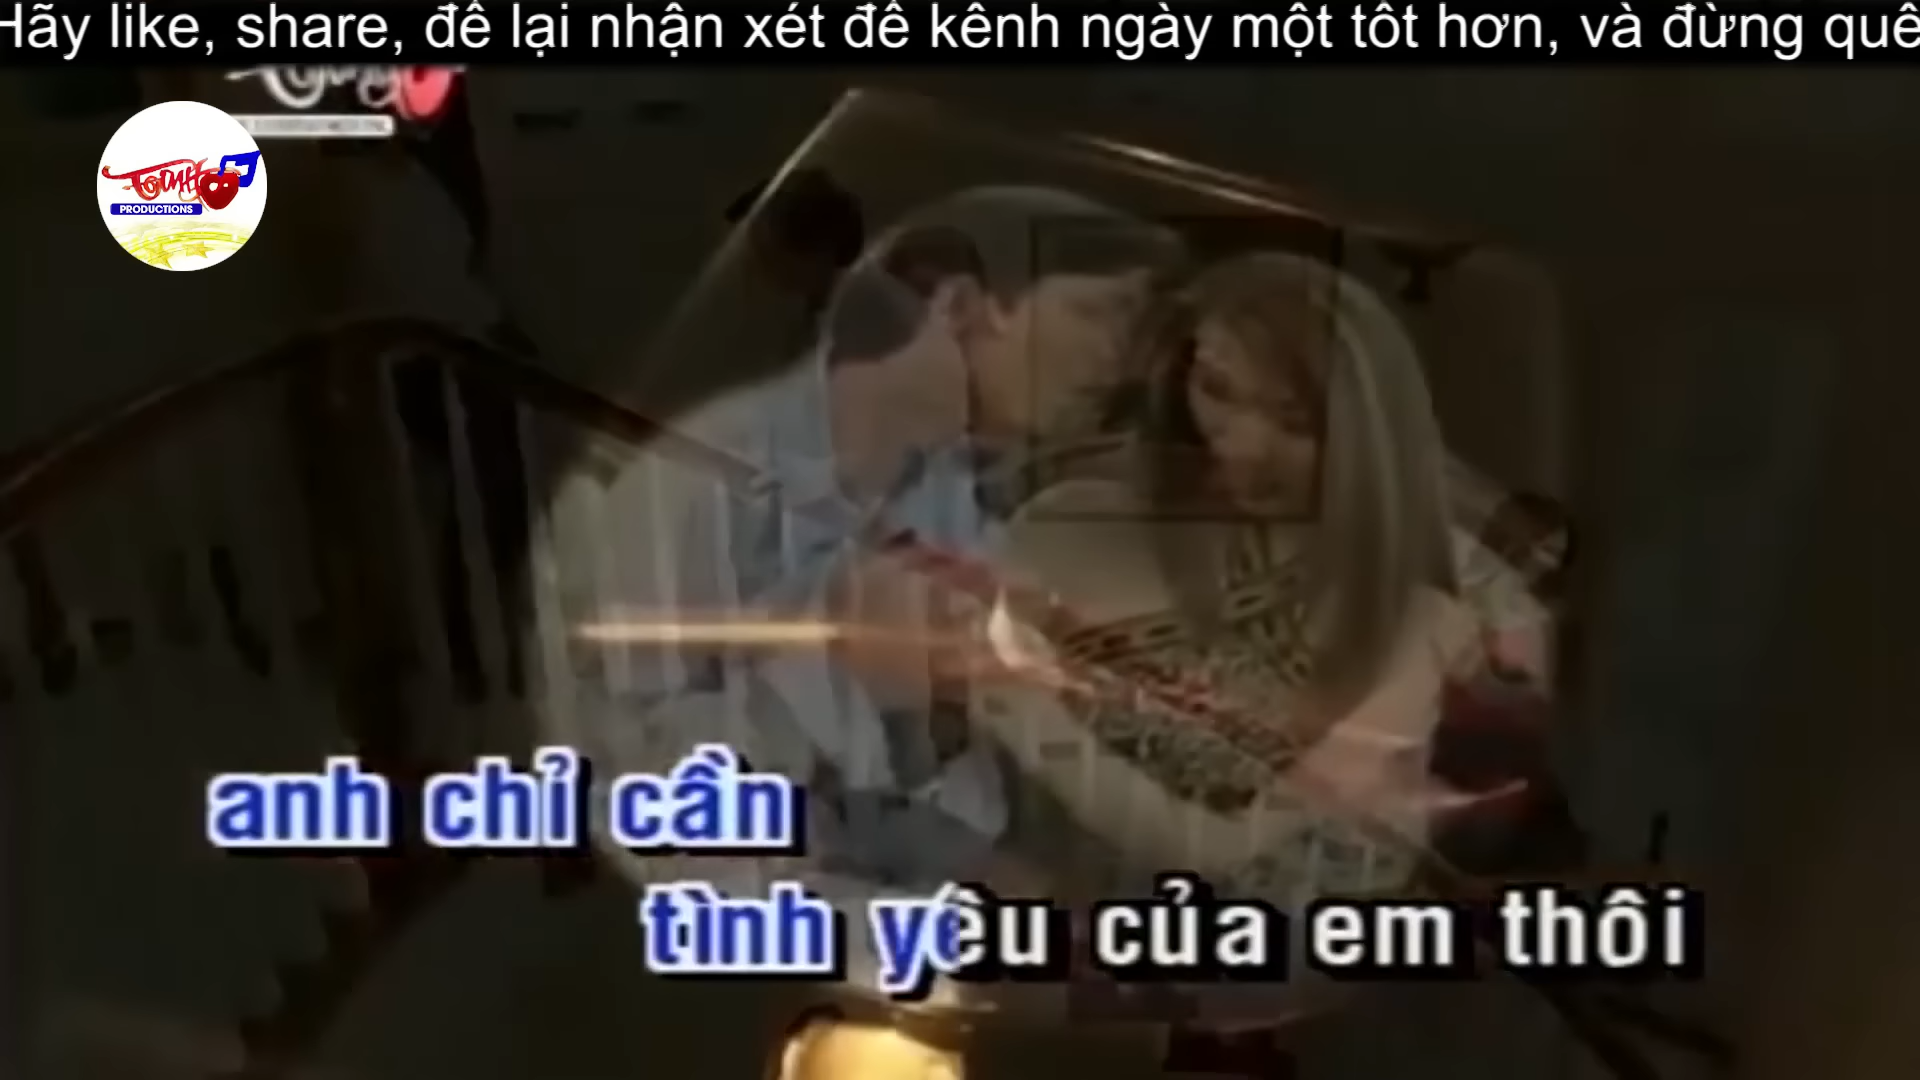 Hãy like, share, để lại nhận xét để kênh ngày một tốt hơn, và đừng quê
PRODUCTIONS
anh chỉ cần
tình yêu của em thôi